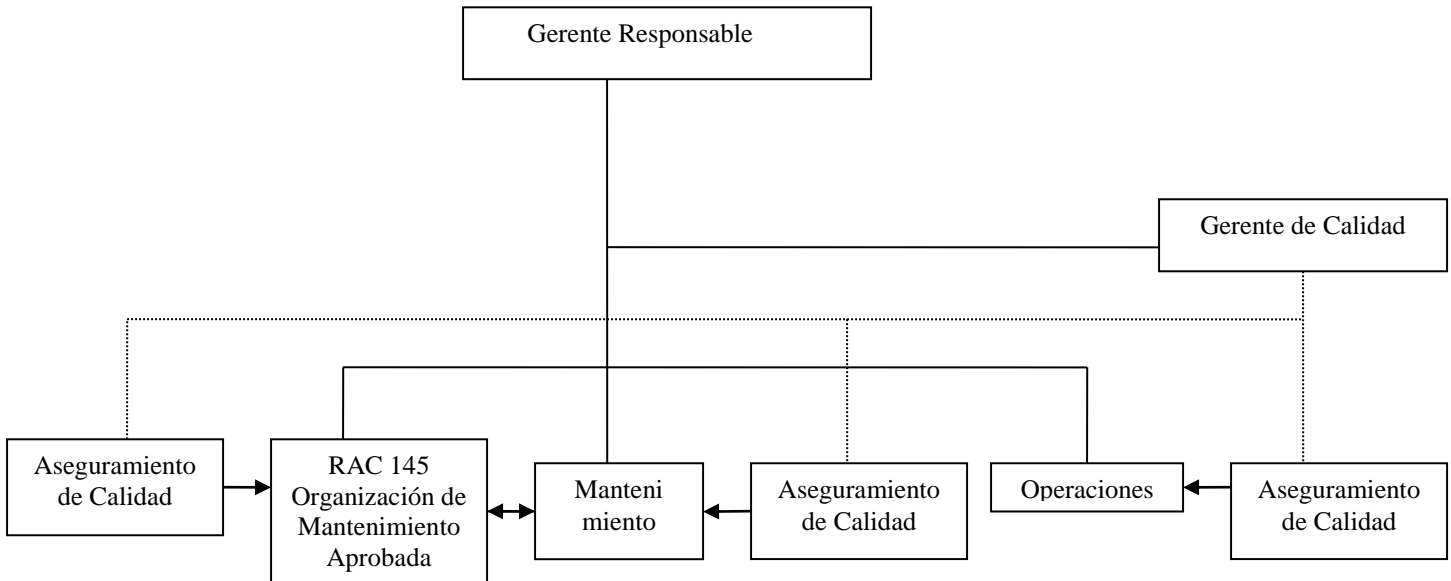 Gerente Responsable
Gerente de Calidad
Aseguramiento
de Calidad
RAC 145
Organización de
Mantenimiento
Aprobada
Manteni
miento
Aseguramiento
de Calidad
Operaciones
Aseguramiento
de Calidad